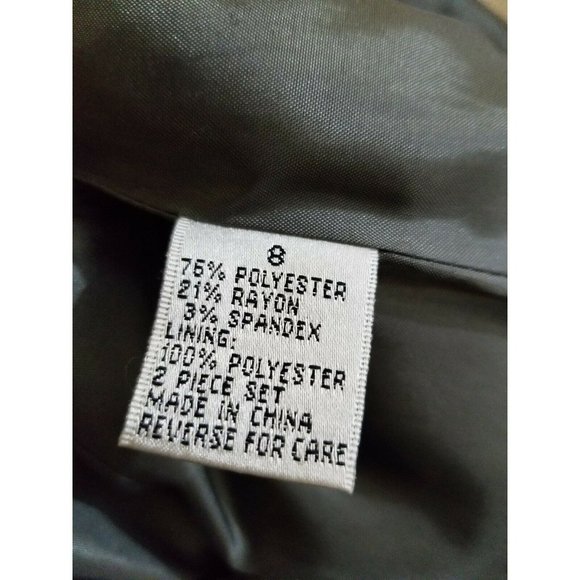 8
76% POLYESTER
21% RAYON
3% SPANDEX
LINING:
100% POLYESTER
2 PIECE SET
MADE IN CHINA
REVERSE FOR CARE